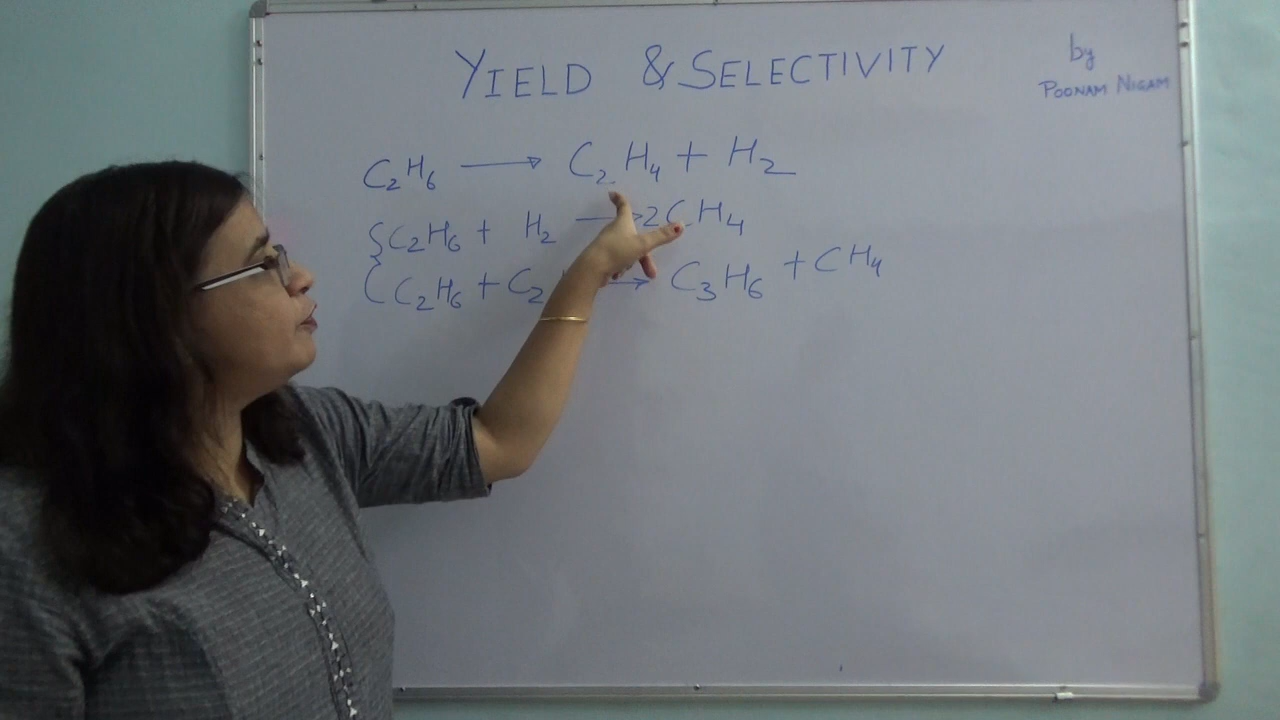 YIELD & SELECTIVITY
by
POONAM NIGAM
C₂H₆ → C₂H₄ + H₂
{C₂H₆ + H₂ → 2CH₄
(C₂H₆ + C₂ → C₃H₆ + CH₄